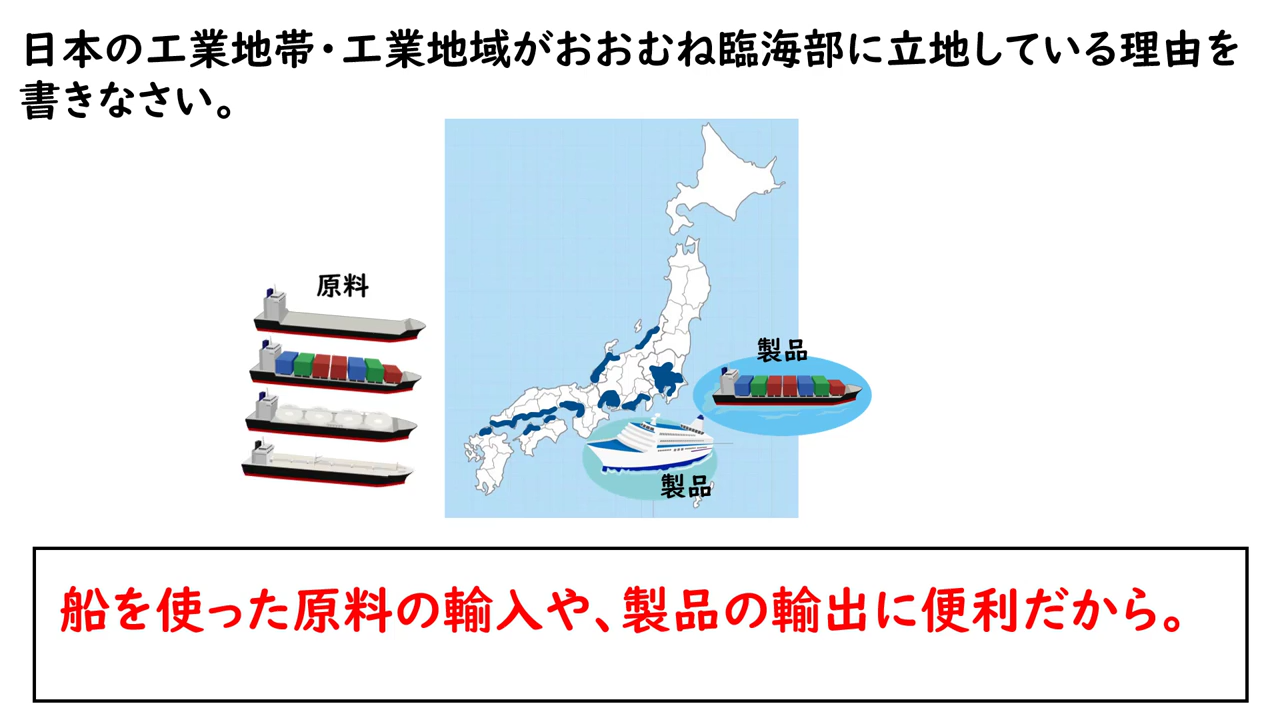 日本の工業地帯・工業地域がおおむね臨海部に立地している理由を
書きなさい。
原料
製品
製品
船を使った原料の輸入や、製品の輸出に便利だから。